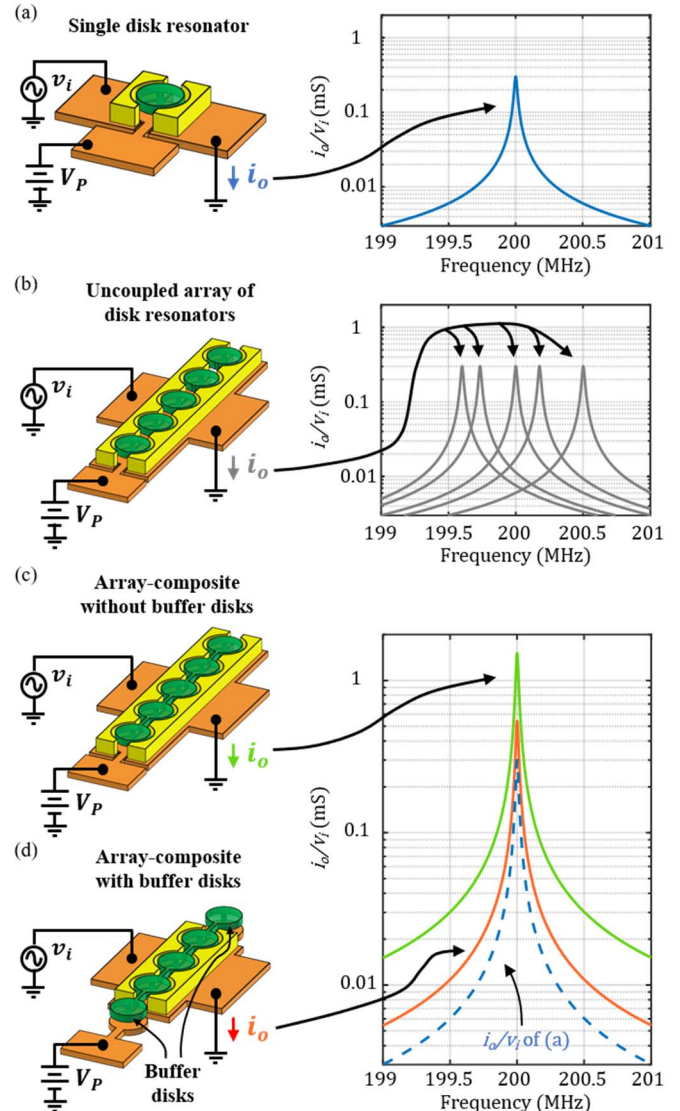 (a)
Single disk resonator
v_i
V_P
i_o
i_o/v_i (mS)
1
0.1
0.01
199 199.5 200 200.5 201
Frequency (MHz)
(b)
Uncoupled array of
disk resonators
v_i
V_P
i_o
i_o/v_i (mS)
1
0.1
0.01
199 199.5 200 200.5 201
Frequency (MHz)
(c)
Array-composite
without buffer disks
v_i
V_P
i_o
(d)
Array-composite
with buffer disks
v_i
V_P
i_o
Buffer
disks
i_o/v_i (mS)
1
0.1
0.01
i_o/v_i of (a)
199 199.5 200 200.5 201
Frequency (MHz)